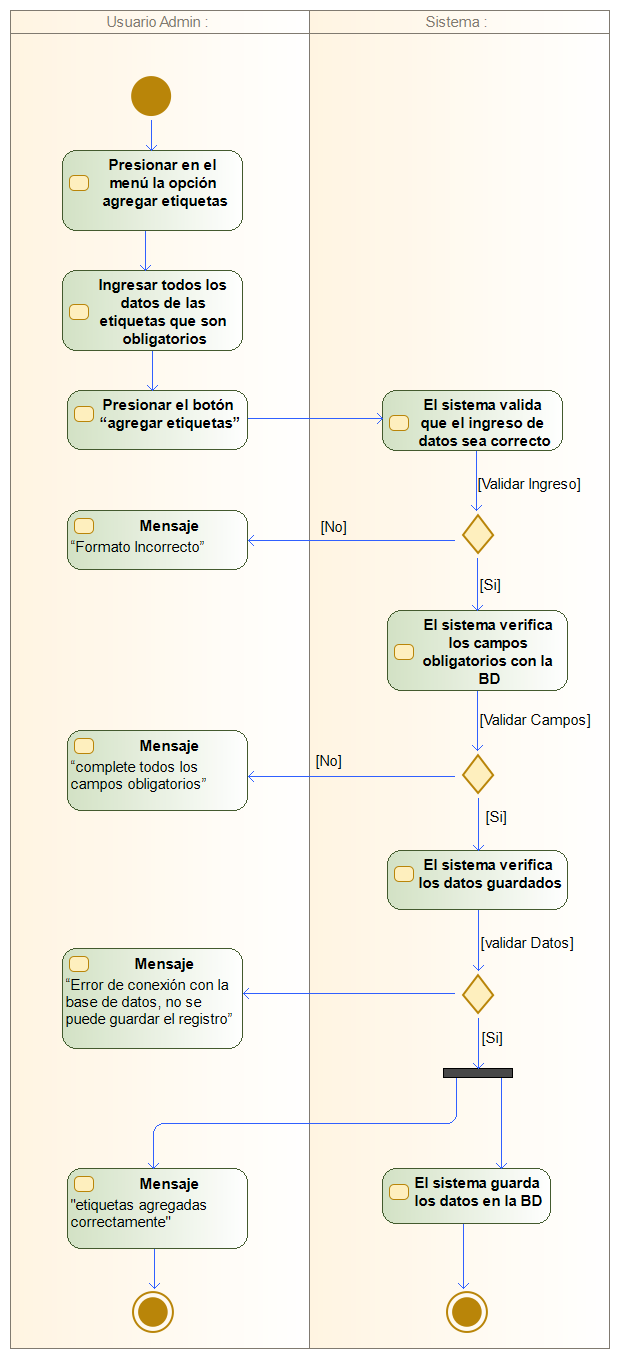 Usuario Admin :
Sistema :
Presionar en el
menú la opción
agregar etiquetas
Ingresar todos los
datos de las
etiquetas que son
obligatorios
Presionar el botón
“agregar etiquetas”
El sistema valida
que el ingreso de
datos sea correcto
[Validar Ingreso]
Mensaje
“Formato Incorrecto”
[No]
[Si]
El sistema verifica
los campos
obligatorios con la
BD
[Validar Campos]
Mensaje
“complete todos los
campos obligatorios”
[No]
[Si]
El sistema verifica
los datos guardados
[validar Datos]
Mensaje
“Error de conexión con la
base de datos, no se
puede guardar el registro”
[Si]
Mensaje
"etiquetas agregadas
correctamente"
El sistema guarda
los datos en la BD